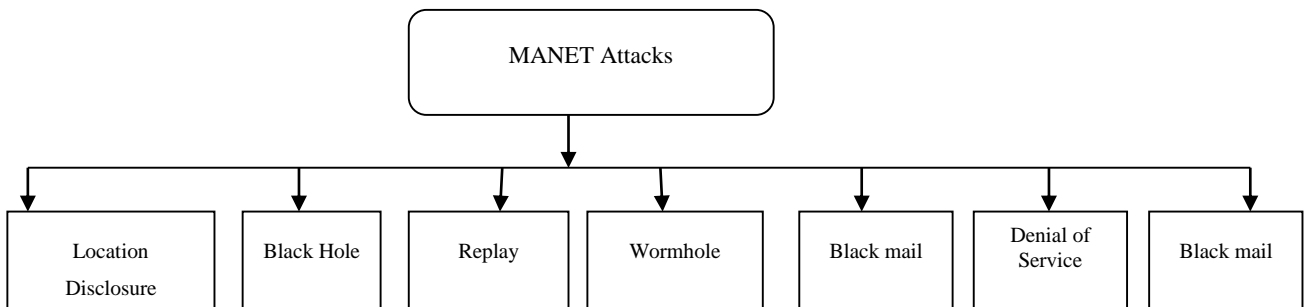 MANET Attacks
Location
Disclosure
Black Hole
Replay
Wormhole
Black mail
Denial of
Service
Black mail